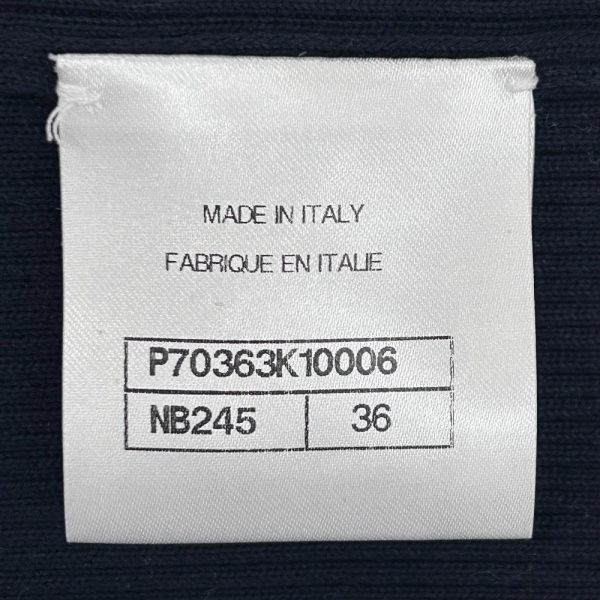 MADE IN ITALY
FABRIQUE EN ITALIE
P70363K10006
NB245 36